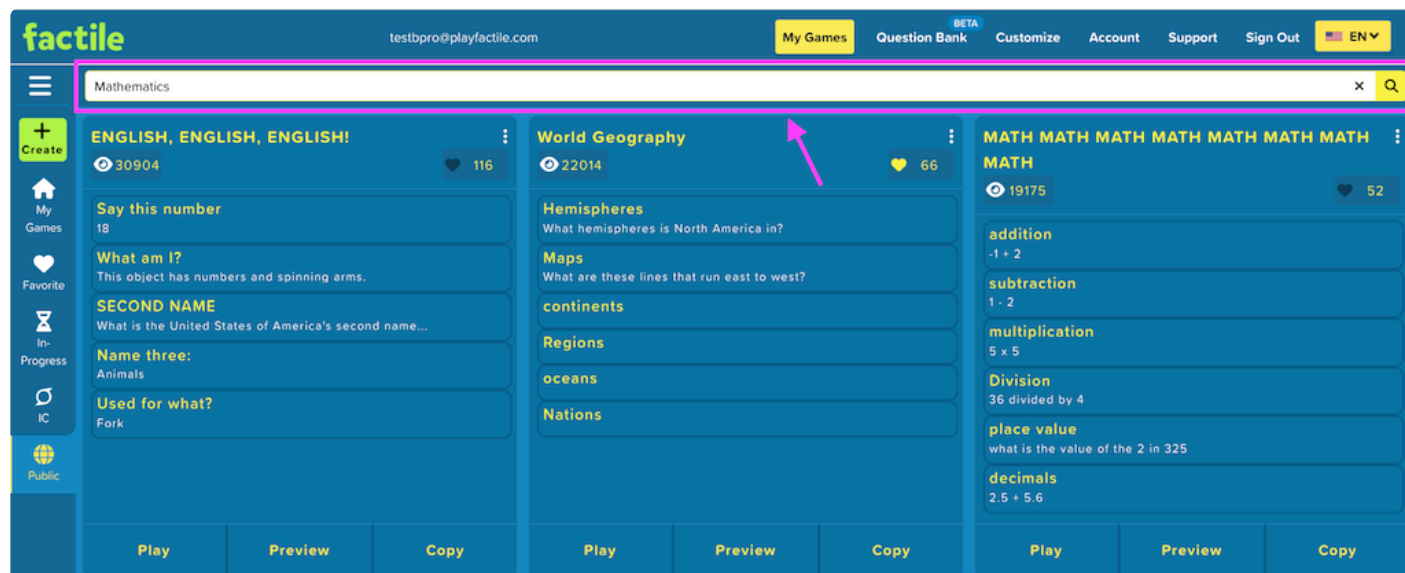 factile
testbpro@playfactile.com
My Games
BETA
Question Bank
Customize
Account
Support
Sign Out
EN
Mathematics
Create
My
Games
Favorite
In-
Progress
IC
Public
ENGLISH, ENGLISH, ENGLISH!
30904
116
Say this number
18
What am I?
This object has numbers and spinning arms.
SECOND NAME
What is the United States of America's second name...
Name three:
Animals
Used for what?
Fork
Play
Preview
Copy
World Geography
22014
66
Hemispheres
What hemispheres is North America in?
Maps
What are these lines that run east to west?
continents
Regions
oceans
Nations
Play
Preview
Copy
MATH MATH MATH MATH MATH MATH MATH
MATH
19175
52
addition
-1 + 2
subtraction
1 - 2
multiplication
5 x 5
Division
36 divided by 4
place value
what is the value of the 2 in 325
decimals
2.5 + 5.6
Play
Preview
Copy